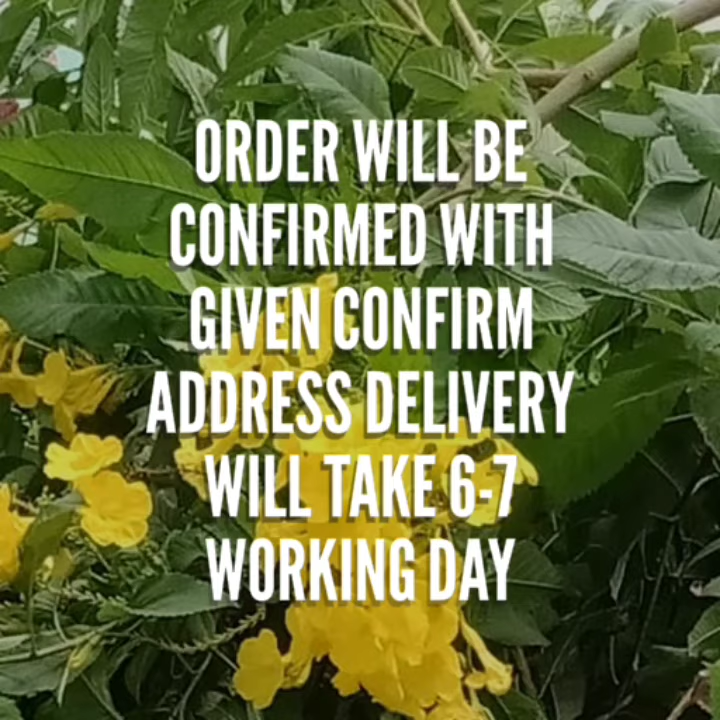 ORDER WILL BE
CONFIRMED WITH
GIVEN CONFIRM
ADDRESS DELIVERY
WILL TAKE 6-7
WORKING DAY